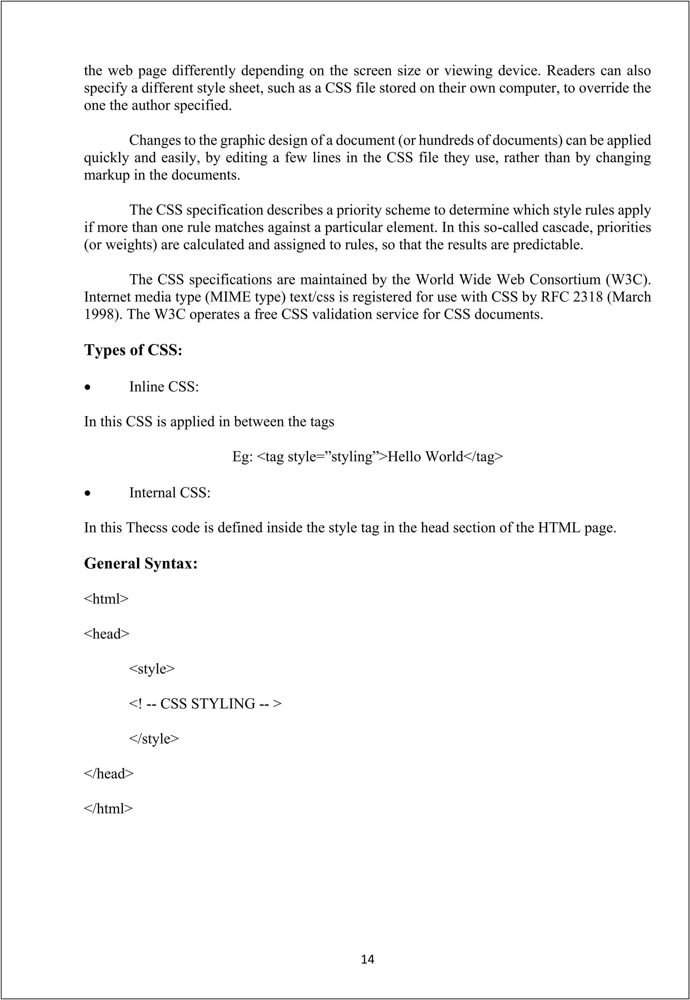 the web page differently depending on the screen size or viewing device. Readers can also
specify a different style sheet, such as a CSS file stored on their own computer, to override the
one the author specified.
Changes to the graphic design of a document (or hundreds of documents) can be applied
quickly and easily, by editing a few lines in the CSS file they use, rather than by changing
markup in the documents.
The CSS specification describes a priority scheme to determine which style rules apply
if more than one rule matches against a particular element. In this so-called cascade, priorities
(or weights) are calculated and assigned to rules, so that the results are predictable.
The CSS specifications are maintained by the World Wide Web Consortium (W3C).
Internet media type (MIME type) text/css is registered for use with CSS by RFC 2318 (March
1998). The W3C operates a free CSS validation service for CSS documents.
Types of CSS:
• Inline CSS:
In this CSS is applied in between the tags
Eg: <tag style=”styling”>Hello World</tag>
• Internal CSS:
In this Thecss code is defined inside the style tag in the head section of the HTML page.
General Syntax:
<html>
<head>
<style>
<! -- CSS STYLING -- >
</style>
</head>
</html>
14